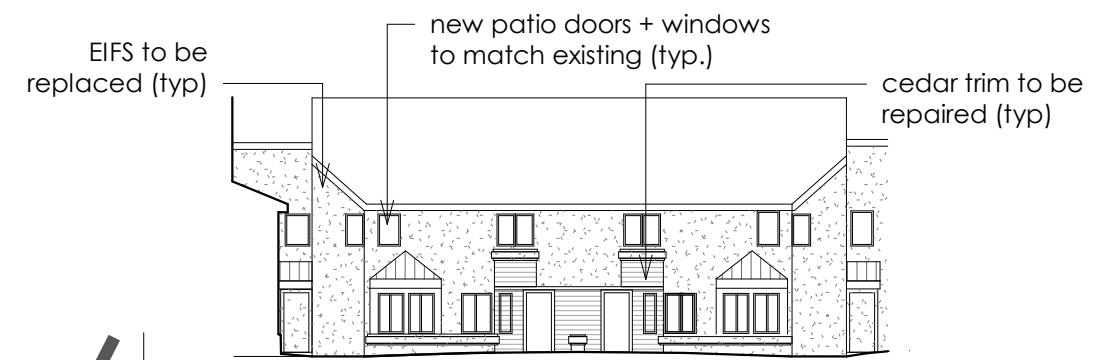 EIFS to be
replaced (typ)
new patio doors + windows
to match existing (typ.)
cedar trim to be
repaired (typ)